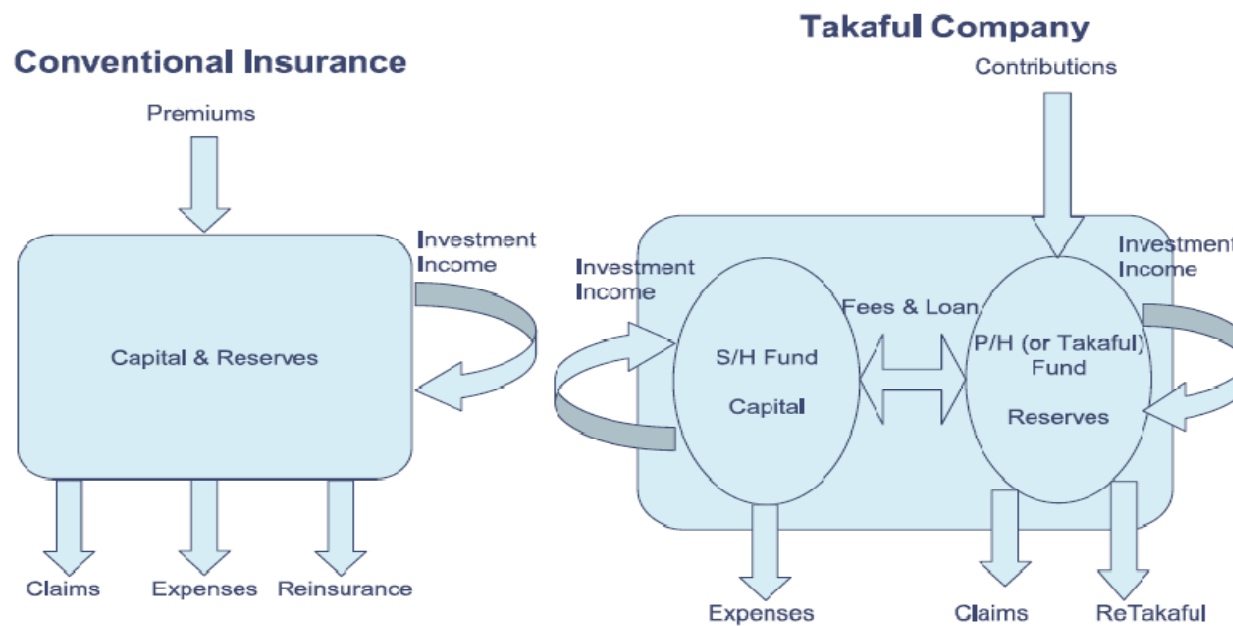 Conventional Insurance
Premiums
Investment
Income
Capital & Reserves
Claims
Expenses
Reinsurance
Takaful Company
Contributions
Investment
Income
Investment
Income
Fees & Loan
S/H Fund
Capital
P/H (or Takaful)
Fund
Reserves
Expenses
Claims
ReTakaful